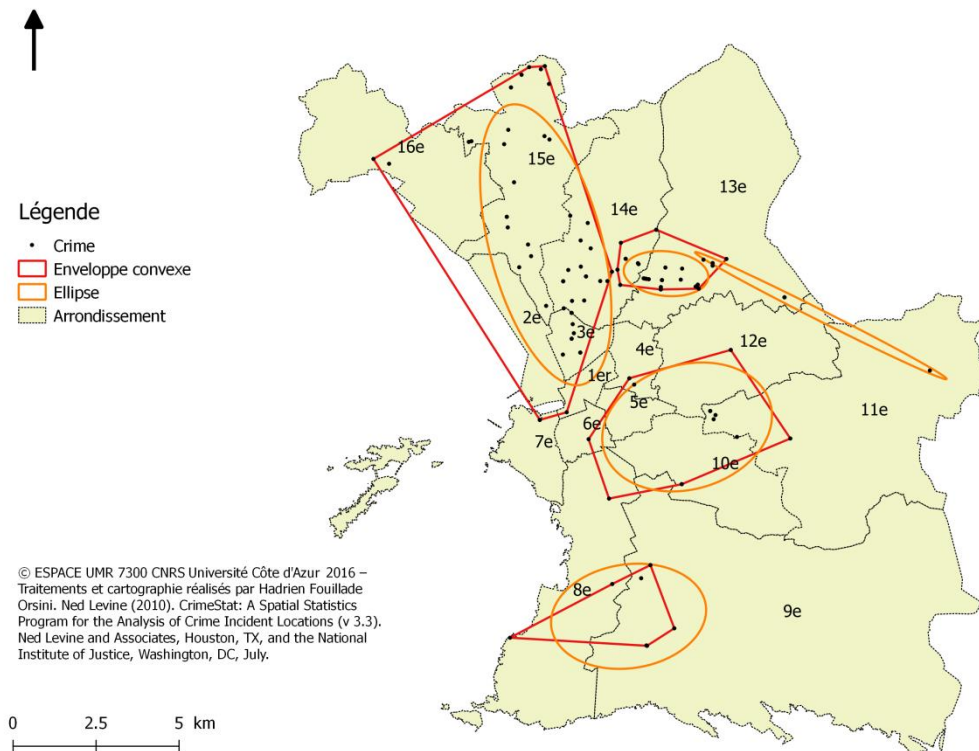 16e
15e
14e
13e
Légende
Crime
Enveloppe convexe
Ellipse
Arrondissement
2e
3e
4e
12e
1er
5e
11e
6e
7e
10e
© ESPACE UMR 7300 CNRS Université Côte d'Azur 2016 –
Traitements et cartographie réalisés par Hadrien Fouillade
Orsini. Ned Levine (2010). CrimeStat: A Spatial Statistics
Program for the Analysis of Crime Incident Locations (v 3.3).
Ned Levine and Associates, Houston, TX, and the National
Institute of Justice, Washington, DC, July.
8e
9e
0 2.5 5 km